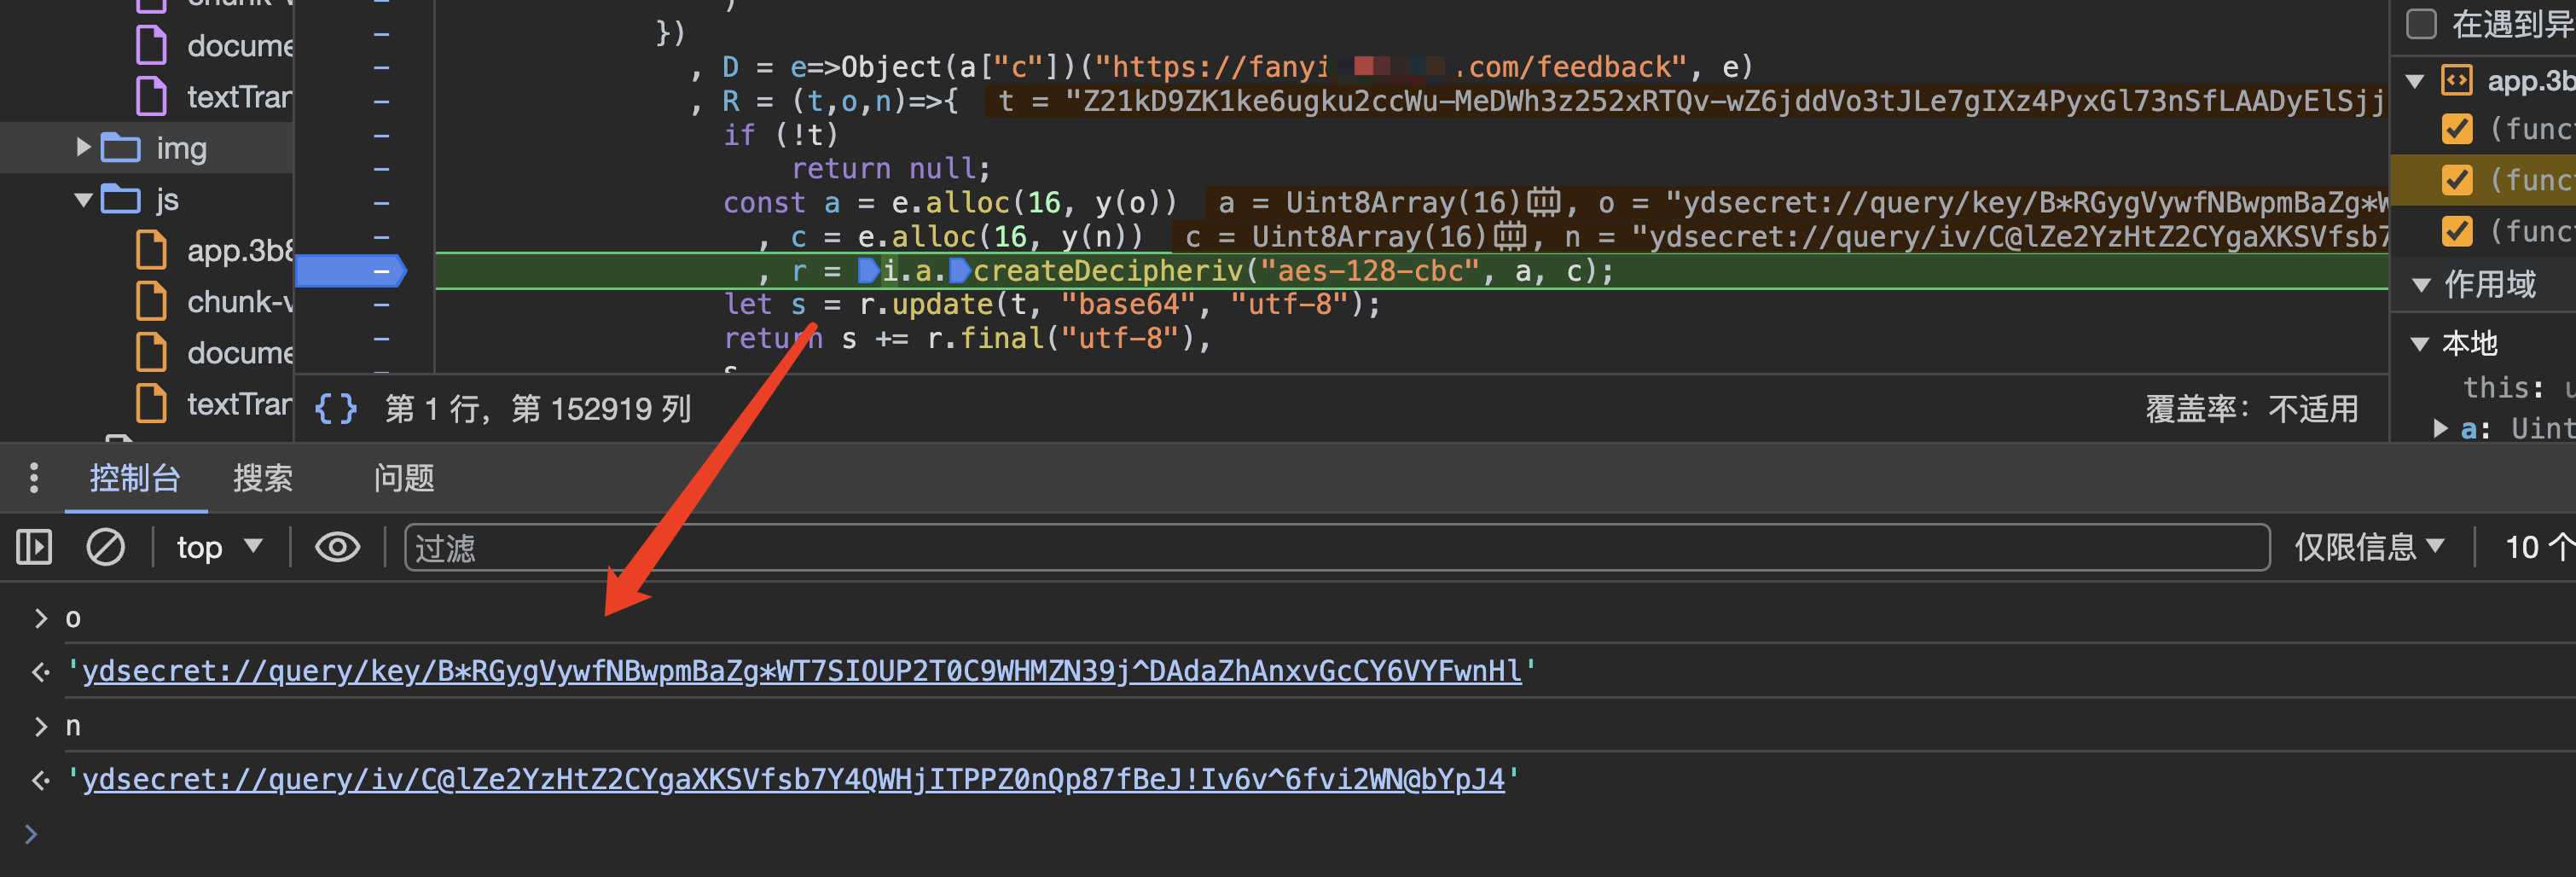 docume
textTrar
img
js
app.3b8
chunk-v
docume
textTrar
})
, D = e=>Object(a["c"])("https://fanyi .com/feedback", e)
, R = (t,o,n)=>{ t = "Z21kD9ZK1ke6ugku2ccWu-MeDWh3z252xRTQv-wZ6jddVo3tJLe7gIXz4PyxGl73nSfLAADyElSjj
if (!t)
return null;
const a = e.alloc(16, y(o)) a = Uint8Array(16), o = "ydsecret://query/key/B*RGygVywfNBwpmBaZg*W
, c = e.alloc(16, y(n)) c = Uint8Array(16), n = "ydsecret://query/iv/C@lZe2YzHtZ2CYgaXKSVfsb7
, r = i.a.createDecipheriv("aes-128-cbc", a, c);
let s = r.update(t, "base64", "utf-8");
return s += r.final("utf-8"),
{} 第 1 行，第 152919 列
覆盖率：不适用
在遇到异
app.3b
(func
(func
(func
作用域
本地
this: u
a: Uint
控制台 搜索 问题
top 过滤 仅限信息 10 个
> o
'ydsecret://query/key/B*RGygVywfNBwpmBaZg*WT7SIOUP2T0C9WHMZN39j^DAdaZhAnxvGcCY6VYFwnHl'
> n
'ydsecret://query/iv/C@lZe2YzHtZ2CYgaXKSVfsb7Y4QWHjITPPZ0nQp87fBeJ!Iv6v^6fvi2WN@bYpJ4'
>